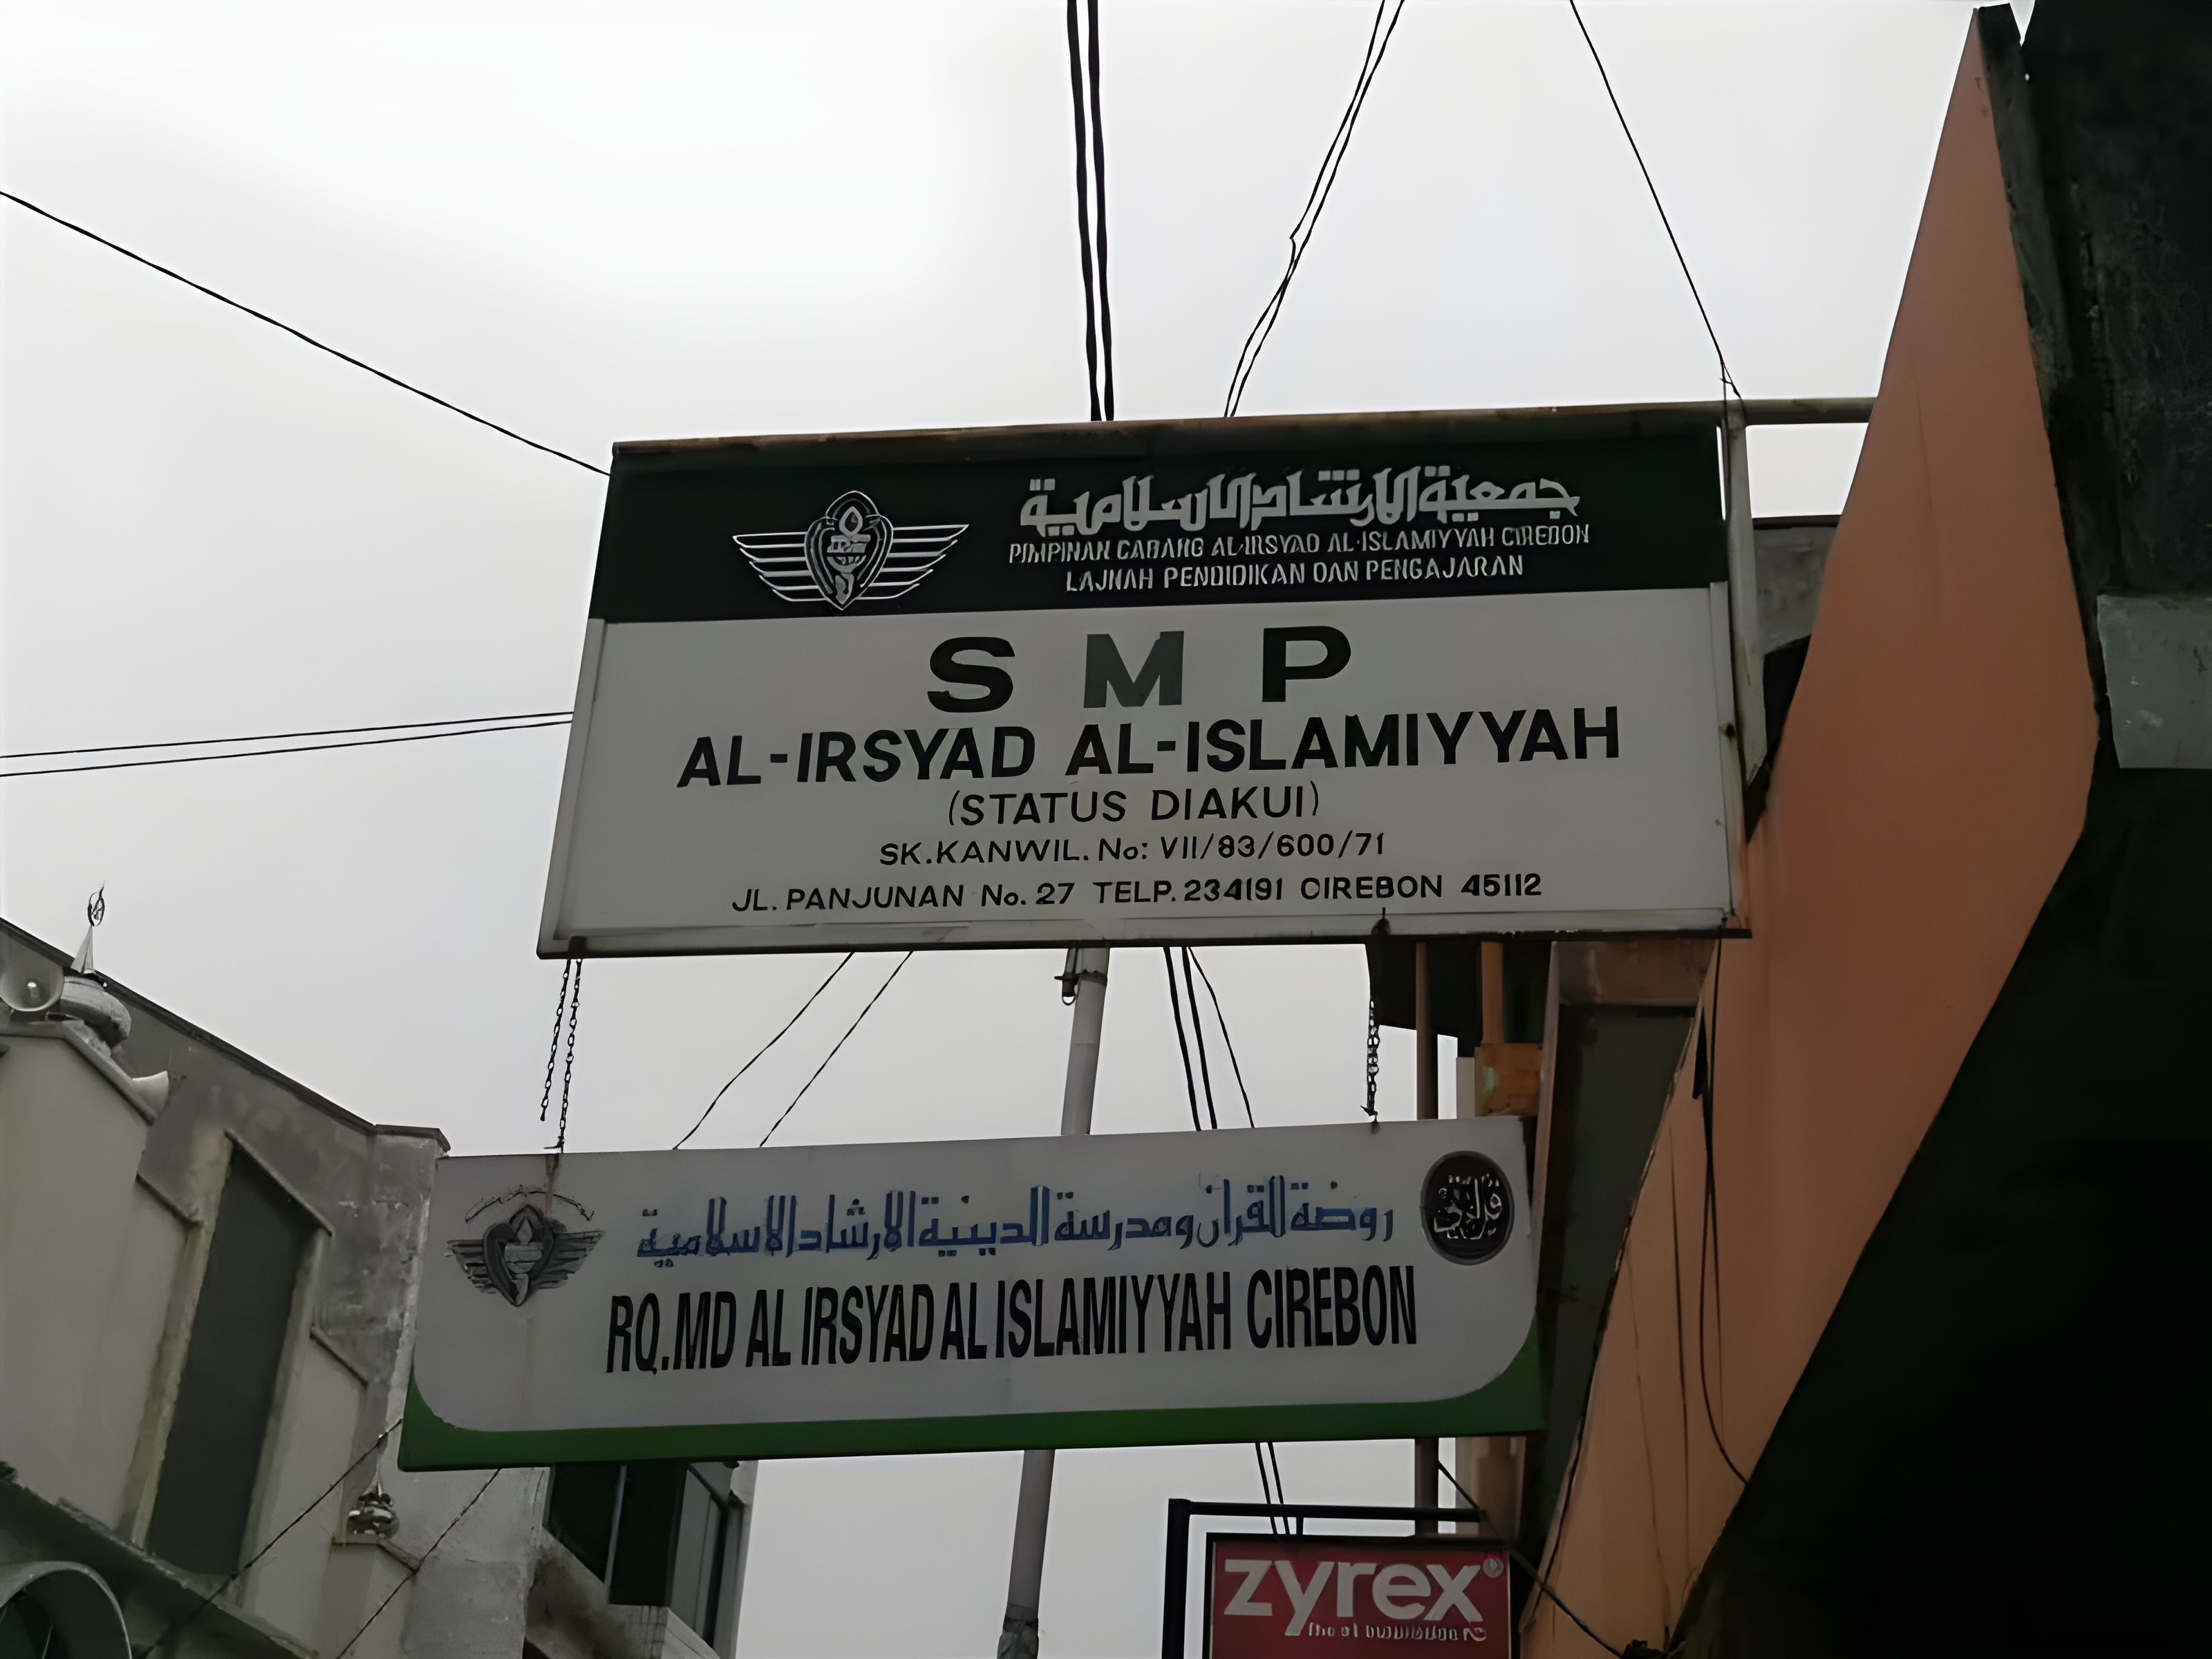 جمعية الارشاد الاسلامية
PIMPINAN CABANG AL-IRSYAD AL-ISLAMIYYAH CIREBON
LAJNAH PENDIDIKAN DAN PENGAJARAN
S M P
AL-IRSYAD AL-ISLAMIYYAH
(STATUS DIAKUI)
SK.KANWIL. No: VII/83/600/71
JL. PANJUNAN No. 27 TELP. 234191 CIREBON 45112
روضة القرآن ومدرسة الدينية الارشاد الاسلامية
RQ.MD AL IRSYAD AL ISLAMIYYAH CIREBON
zyrex